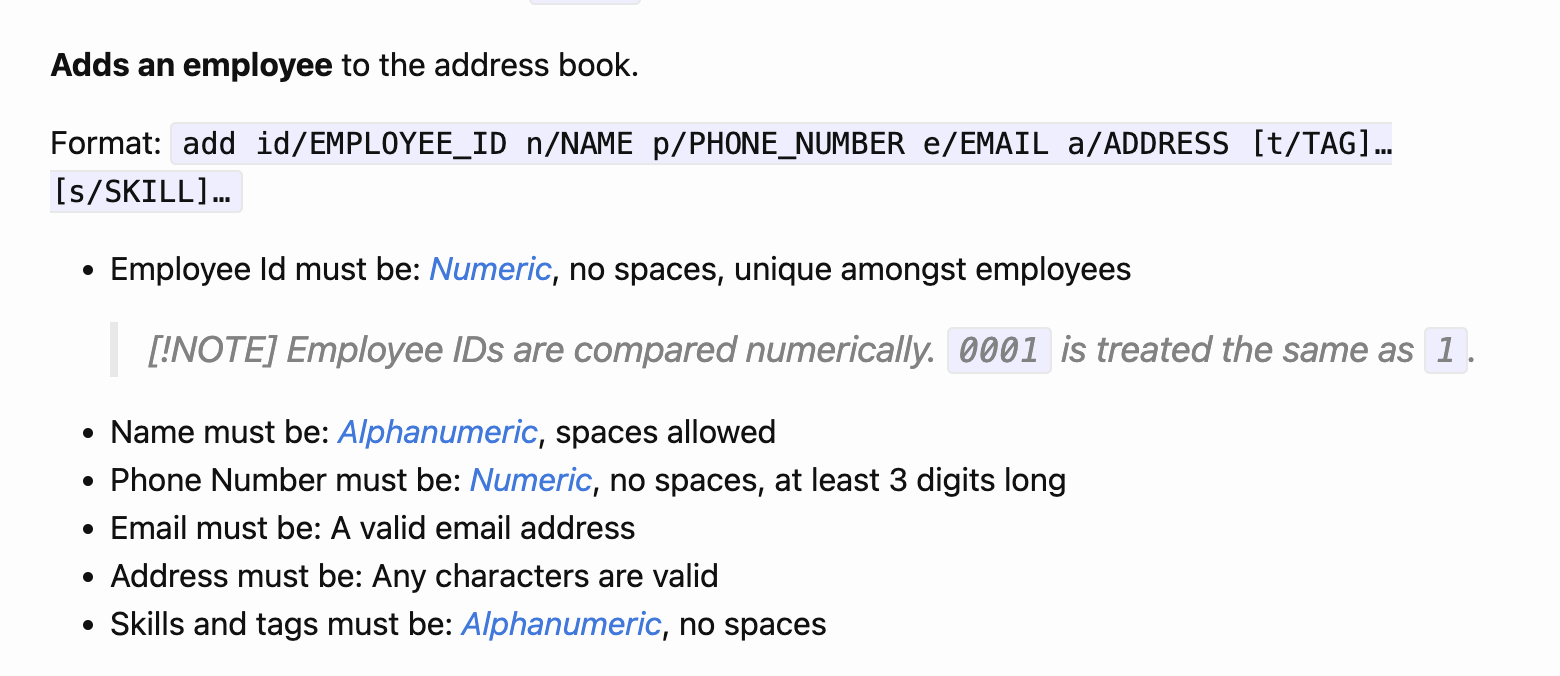 Adds an employee to the address book.
Format: add id/EMPLOYEE_ID n/NAME p/PHONE_NUMBER e/EMAIL a/ADDRESS [t/TAG]…
[s/SKILL]…
• Employee Id must be: Numeric, no spaces, unique amongst employees
[!NOTE] Employee IDs are compared numerically. 0001 is treated the same as 1.
• Name must be: Alphanumeric, spaces allowed
• Phone Number must be: Numeric, no spaces, at least 3 digits long
• Email must be: A valid email address
• Address must be: Any characters are valid
• Skills and tags must be: Alphanumeric, no spaces